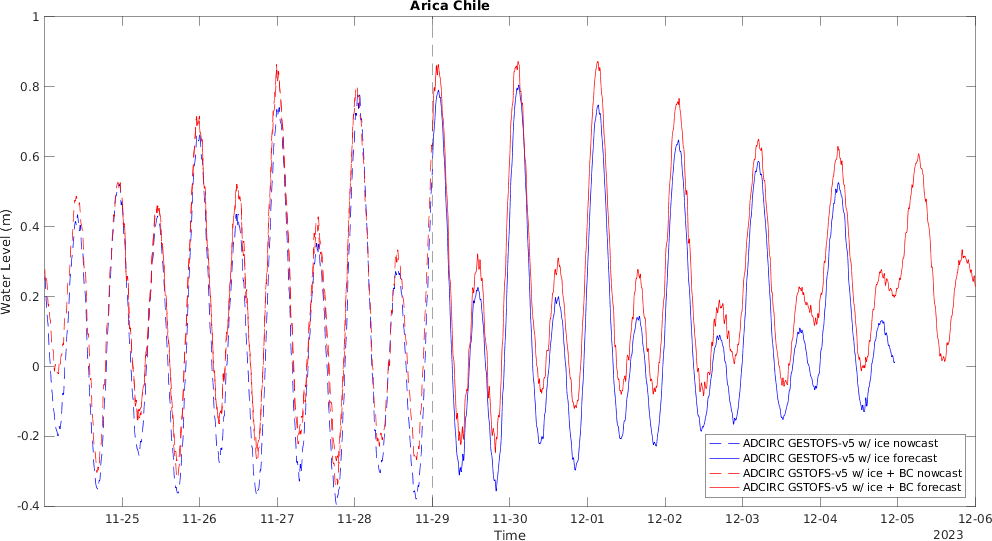 Arica Chile
1
0.8
0.6
0.4
0.2
0
-0.2
-0.4
Water Level (m)
ADCIRC GESTOFS-v5 w/ ice nowcast
ADCIRC GESTOFS-v5 w/ ice forecast
ADCIRC GSTOFS-v5 w/ ice + BC nowcast
ADCIRC GSTOFS-v5 w/ ice + BC forecast
11-25 11-26 11-27 11-28 11-29 11-30 12-01 12-02 12-03 12-04 12-05 12-06
Time
2023